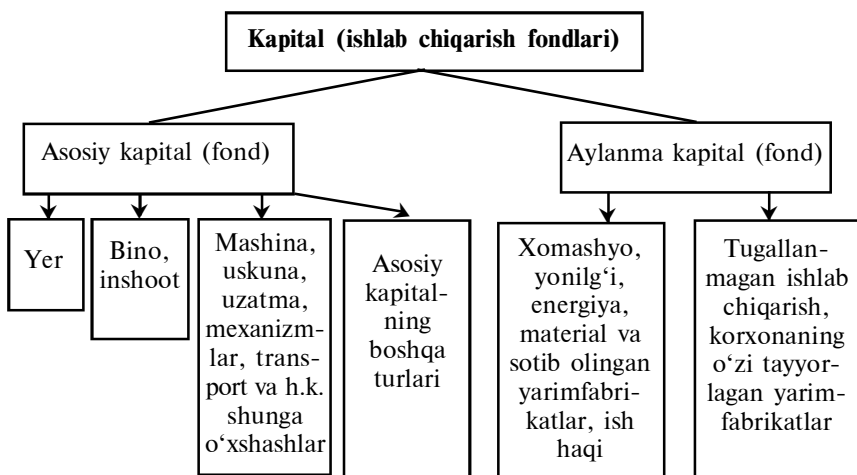 Kapital (ishlab chiqarish fondlari)
Asosiy kapital (fond)
Aylanma kapital (fond)
Yer
Bino,
inshoot
Mashina,
uskuna,
uzatma,
mexanizm-
lar, trans-
port va h.k.
shunga
o‘xshashlar
Asosiy
kapital-
ning
boshqa
turlari
Xomashyo,
yonilg‘i,
energiya,
material va
sotib olingan
yarimfabri-
katlar, ish
haqi
Tugallan-
magan ishlab
chiqarish,
korxonaning
o‘zi tayyor-
lagan yarim-
fabrikatlar